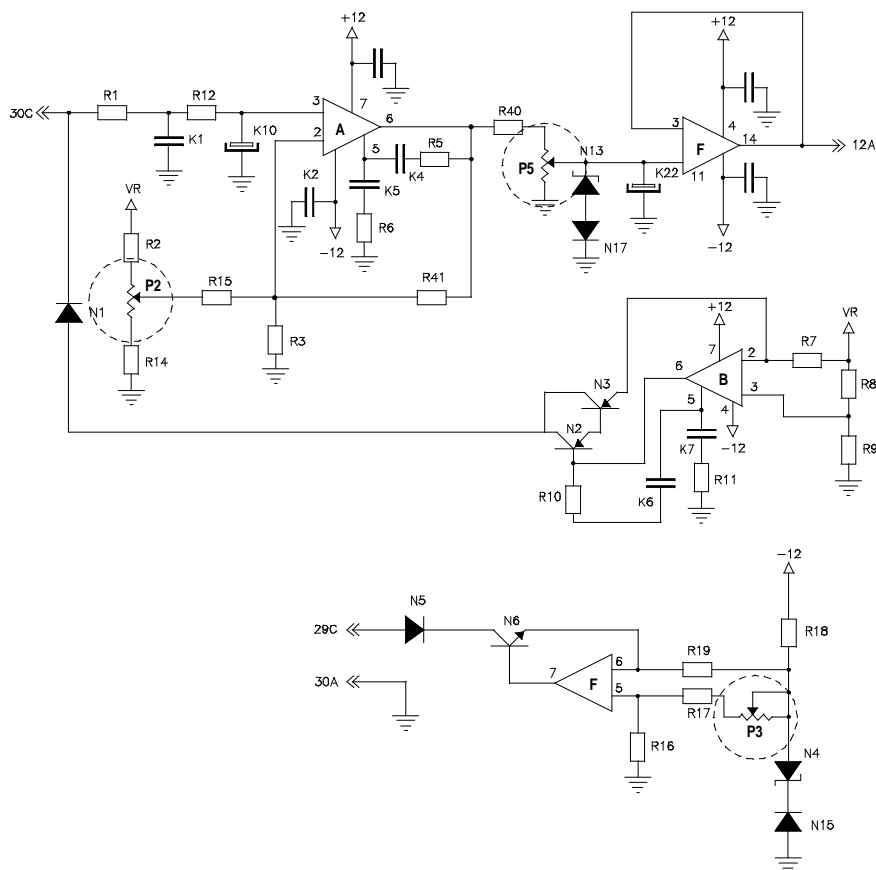 +12
+12
30C
R1
R12
3
7
A
6
2
K1
K10
R40
3
N13
P5
4
F
14
12A
5
R5
K4
K2
K5
K22
11
VR
R6
-12
N17
-12
R2
P2
R15
R41
N1
R3
+12
VR
R14
R7
7
2
6
B
R8
N3
3
5
4
N2
-12
K7
R9
R10
K6
R11
-12
N5
29C
N6
R18
R19
7
F
6
30A
5
R17
P3
R16
N4
N15